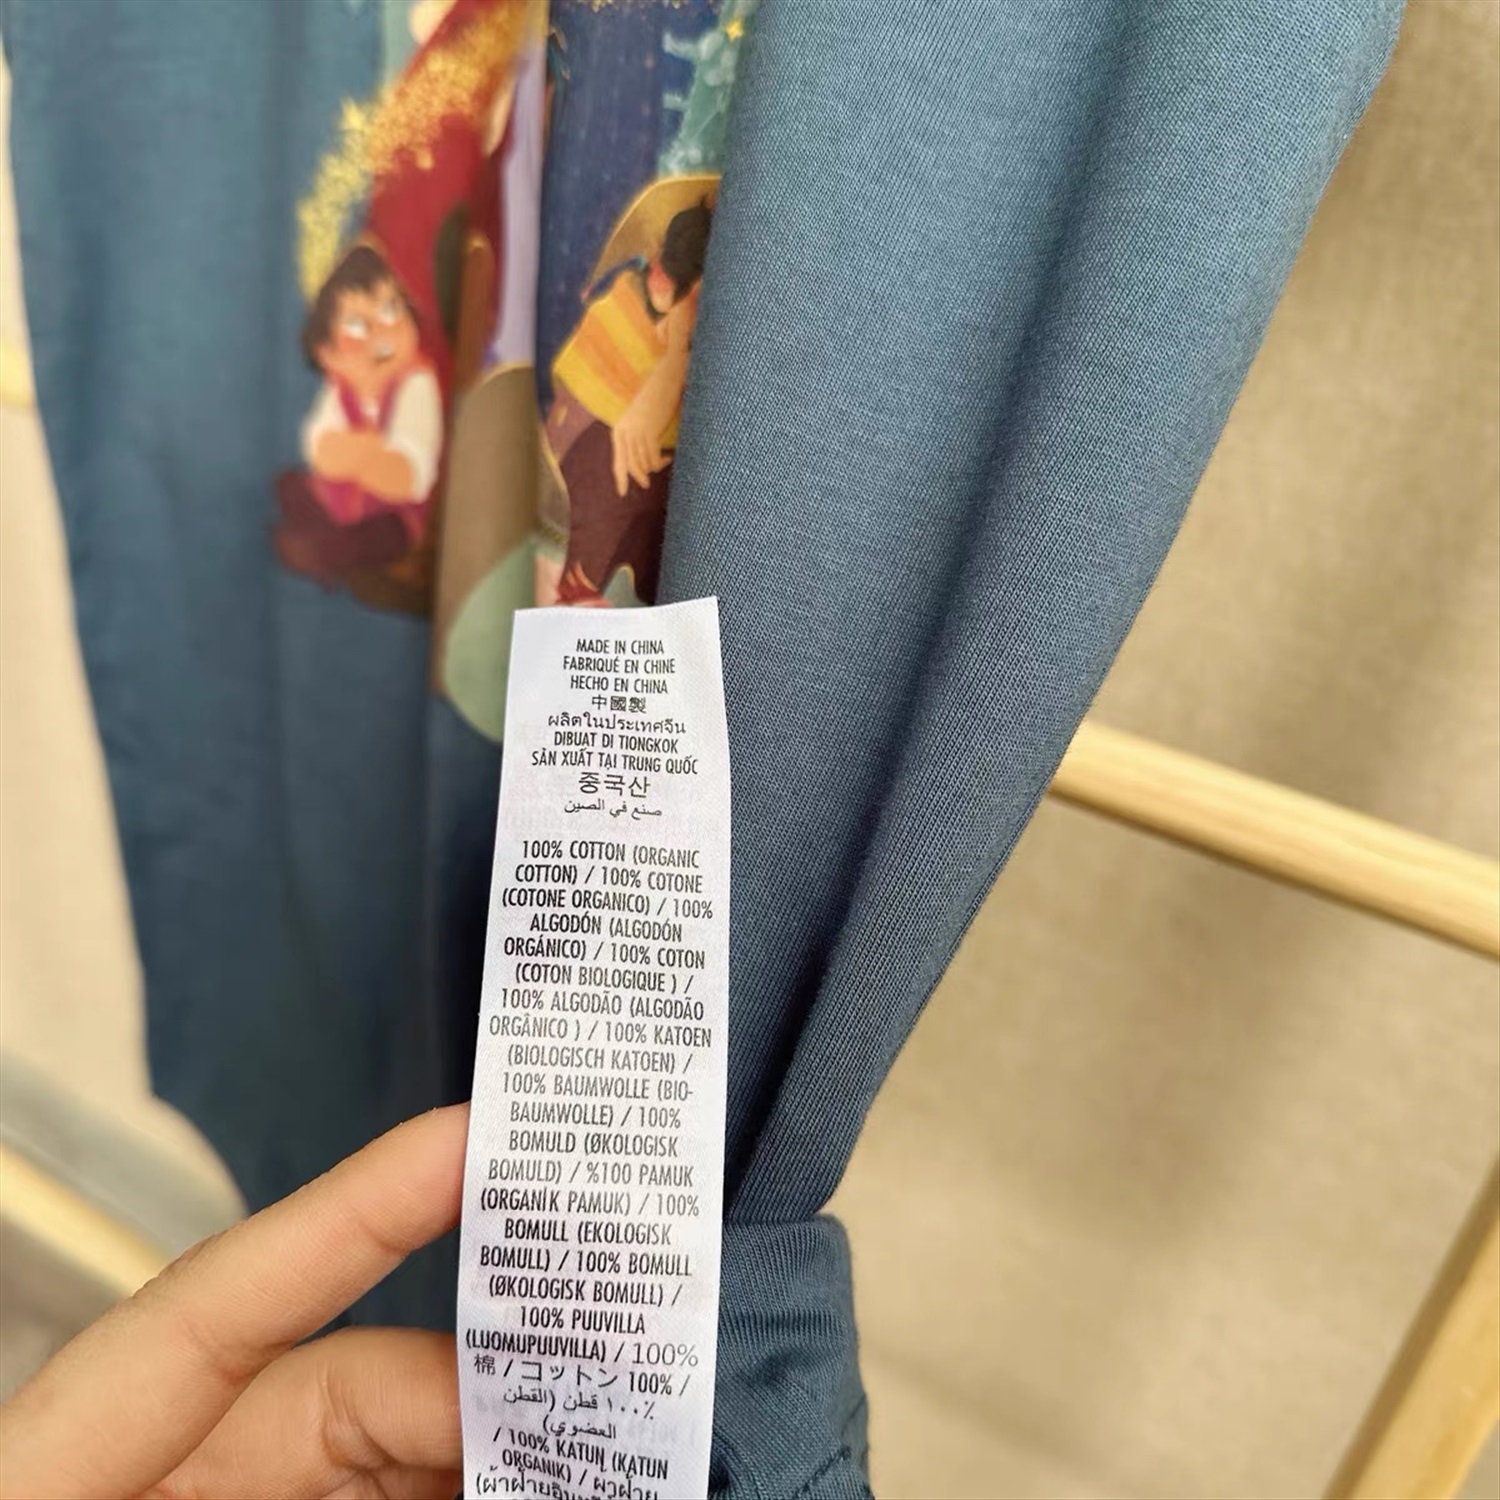 MADE IN CHINA
FABRIQUÉ EN CHINE
HECHO EN CHINA
中國製
ผลิตในประเทศจีน
DIBUAT DI TIONGKOK
SẢN XUẤT TẠI TRUNG QUỐC
중국산
صنع في الصين
100% COTTON (ORGANIC
COTTON) / 100% COTONE
(COTONE ORGANICO) / 100%
ALGODÓN (ALGODÓN
ORGÁNICO) / 100% COTON
(COTON BIOLOGIQUE ) /
100% ALGODÃO (ALGODÃO
ORGÂNICO ) / 100% KATOEN
(BIOLOGISCH KATOEN) /
100% BAUMWOLLE (BIO-
BAUMWOLLE) / 100%
BOMULD (ØKOLOGISK
BOMULD) / %100 PAMUK
(ORGANİK PAMUK) / 100%
BOMULL (EKOLOGISK
BOMULL) / 100% BOMULL
(ØKOLOGISK BOMULL) /
100% PUUVILLA
(LUOMUPUUVILLA) / 100%
棉 / コットン 100% /
٪١٠٠ قطن (القطن
العضوي)
/ 100% KATUN (KATUN
ORGANIK) / ผ้าฝ้าย